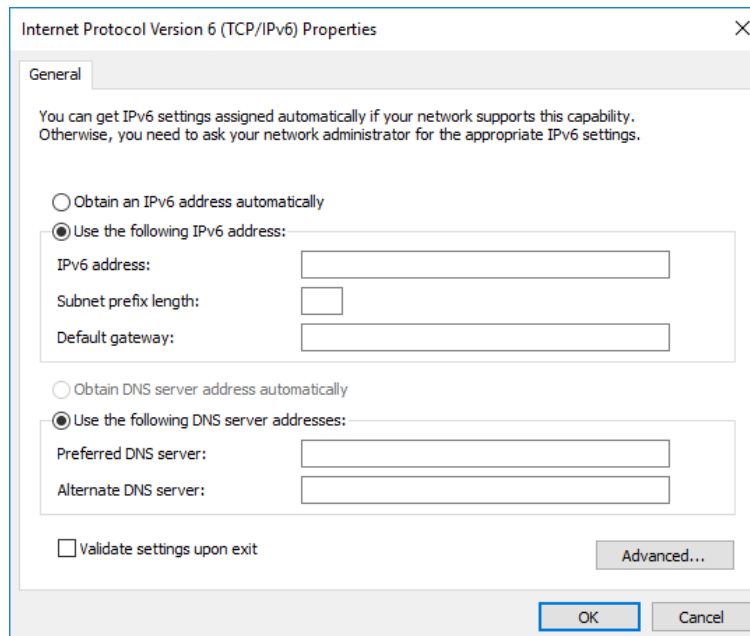 Internet Protocol Version 6 (TCP/IPv6) Properties
General
You can get IPv6 settings assigned automatically if your network supports this capability.
Otherwise, you need to ask your network administrator for the appropriate IPv6 settings.
Obtain an IPv6 address automatically
Use the following IPv6 address:
IPv6 address:
Subnet prefix length:
Default gateway:
Obtain DNS server address automatically
Use the following DNS server addresses:
Preferred DNS server:
Alternate DNS server:
Validate settings upon exit
Advanced...
OK Cancel